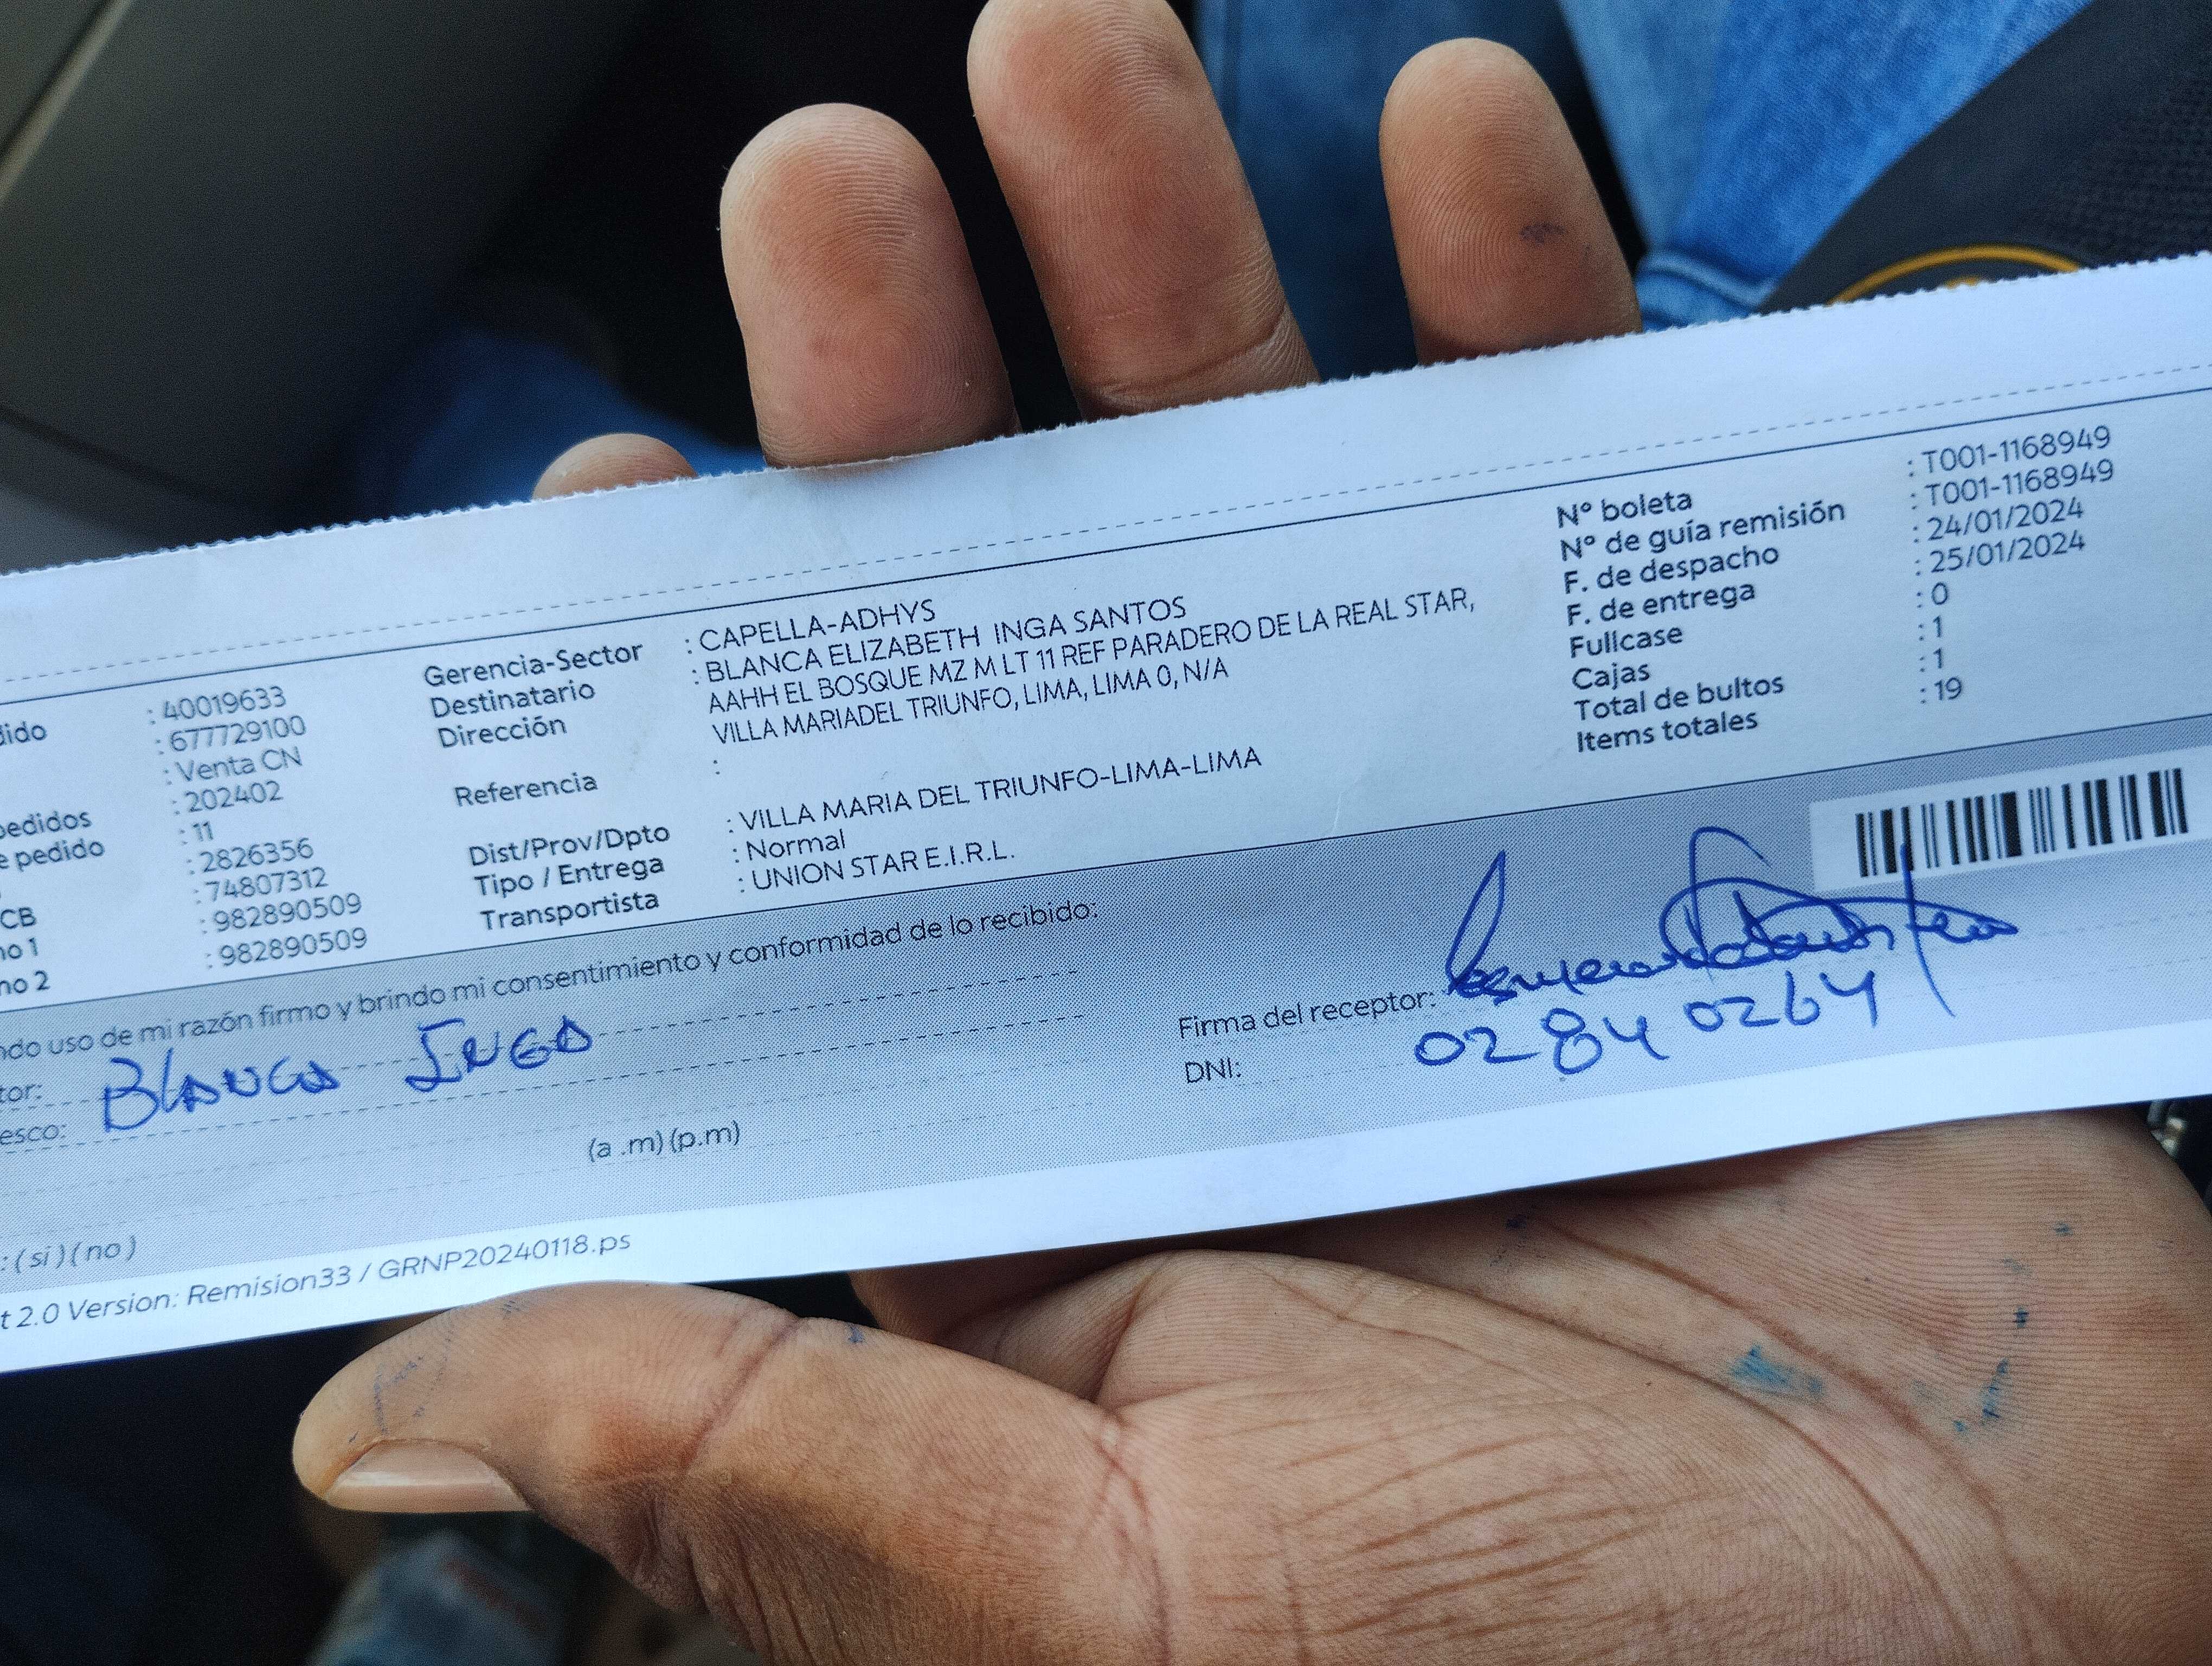 dido : 40019633
: 677729100
: Venta CN
pedidos : 202402
e pedido : 11
: 2826356
CB : 74807312
no 1 : 982890509
no 2 : 982890509
Gerencia-Sector : CAPELLA-ADHYS
Destinatario : BLANCA ELIZABETH INGA SANTOS
Dirección AAHH EL BOSQUE MZ M LT 11 REF PARADERO DE LA REAL STAR,
VILLA MARIADEL TRIUNFO, LIMA, LIMA 0, N/A
Referencia :
Dist/Prov/Dpto : VILLA MARIA DEL TRIUNFO-LIMA-LIMA
Tipo / Entrega : Normal
Transportista : UNION STAR E.I.R.L.
N° boleta : T001-1168949
N° de guía remisión : T001-1168949
F. de despacho : 24/01/2024
F. de entrega : 25/01/2024
Fullcase : 0
Cajas : 1
Total de bultos : 1
Items totales : 19
ndo uso de mi razón firmo y brindo mi consentimiento y conformidad de lo recibido:
tor: Blanca Inga
esco:
(a .m) (p.m)
Firma del receptor:
DNI: 02840264
: ( si ) ( no )
t 2.0 Version: Remision33 / GRNP20240118.ps